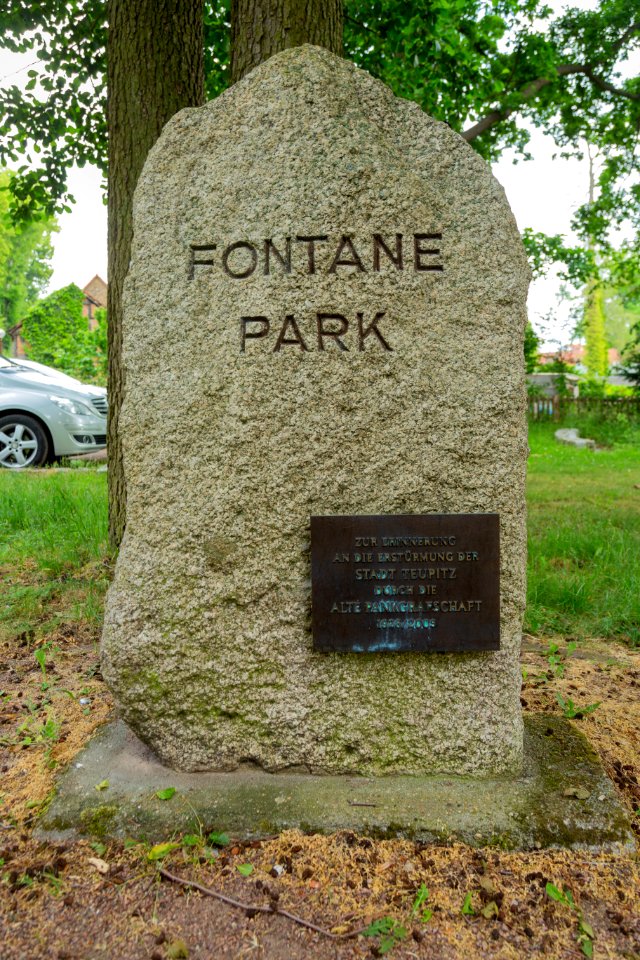 FONTANE
PARK
ZUR ERINNERUNG
AN DIE ERSTÜRMUNG DER
STADT TEUPITZ
DURCH DIE
ALTE PANKGRAFSCHAFT